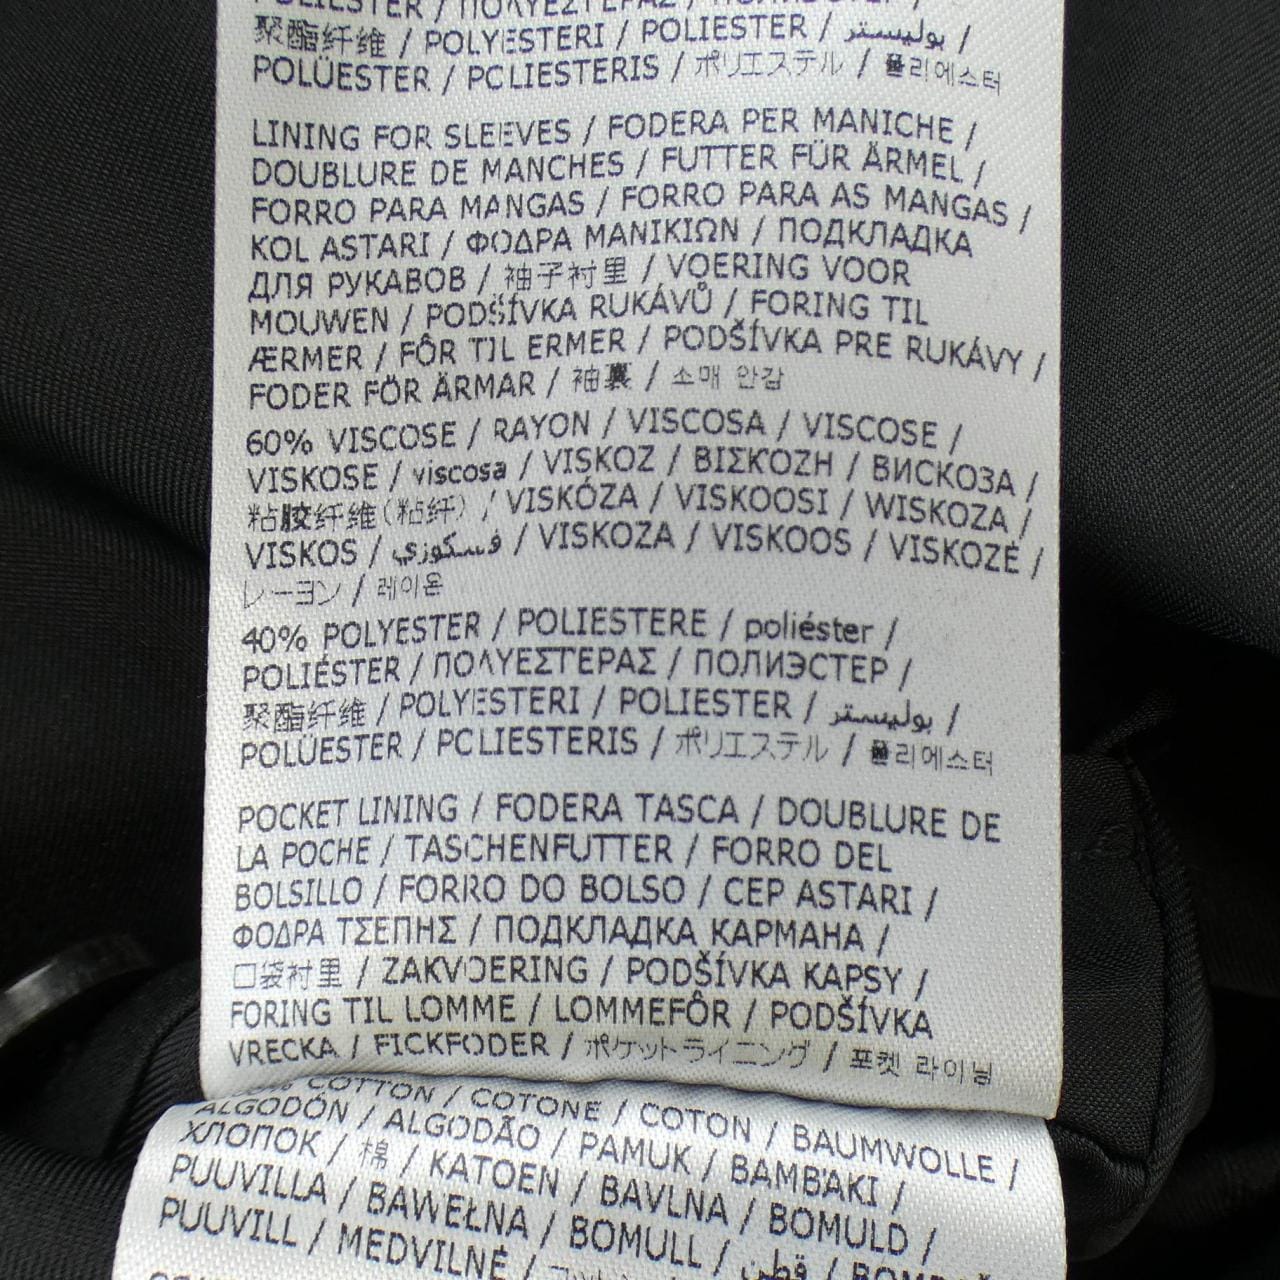 POLIESTER / ΠΟΛΥΕΣΤΕΡΑΣ /
聚酯纤维 / POLYESTERI / POLIESTER / بوليستر /
POLÜESTER / POLIESTERIS / ポリエステル / 폴리에스터
LINING FOR SLEEVES / FODERA PER MANICHE /
DOUBLURE DE MANCHES / FUTTER FÜR ÄRMEL /
FORRO PARA MANGAS / FORRO PARA AS MANGAS /
KOL ASTARI / ΦΟΔΡΑ ΜΑΝΙΚΙΩΝ / ПОДКЛАДКА
ДЛЯ РУКАВОВ / 袖子衬里 / VOERING VOOR
MOUWEN / PODŠÍVKA RUKÁVŮ / FORING TIL
ÆRMER / FÔR TIL ERMER / PODŠÍVKA PRE RUKÁVY /
FODER FÖR ÄRMAR / 袖裏 / 소매 안감
60% VISCOSE / RAYON / VISCOSA / VISCOSE /
VISKOSE / viscosa / VISKOZ / ΒΙΣΚΟΖΗ / ВИСКОЗА /
粘胶纤维(粘纤) / VISKÓZA / VISKOOSI / WISKOZA /
VISKOS / فسكوزي / VISKOZA / VISKOOS / VISKOZĖ /
レーヨン / 레이온
40% POLYESTER / POLIESTERE / poliéster /
POLIÉSTER / ΠΟΛΥΕΣΤΕΡΑΣ / ПОЛИЭСТЕР /
聚酯纤维 / POLYESTERI / POLIESTER / بوليستر /
POLÜESTER / POLIESTERIS / ポリエステル / 폴리에스터
POCKET LINING / FODERA TASCA / DOUBLURE DE
LA POCHE / TASCHENFUTTER / FORRO DEL
BOLSILLO / FORRO DO BOLSO / CEP ASTARI /
ΦΟΔΡΑ ΤΣΕΠΗΣ / ПОДКЛАДКА КАРМАНА /
口袋衬里 / ZAKVOERING / PODŠÍVKA KAPSY /
FORING TIL LOMME / LOMMEFÔR / PODŠÍVKA
VRECKA / FICKFODER / ポケットライニング / 포켓 라이닝
COTTON / COTONE / COTON / BAUMWOLLE /
ALGODÓN / ALGODÃO / PAMUK / ΒΑΜΒΑΚΙ /
ХЛОПОК / 棉 / KATOEN / BAVLNA / BOMULD /
PUUVILLA / BAWEŁNA / BOMULL / قطن /
PUUVILL / MEDVILNĖ /